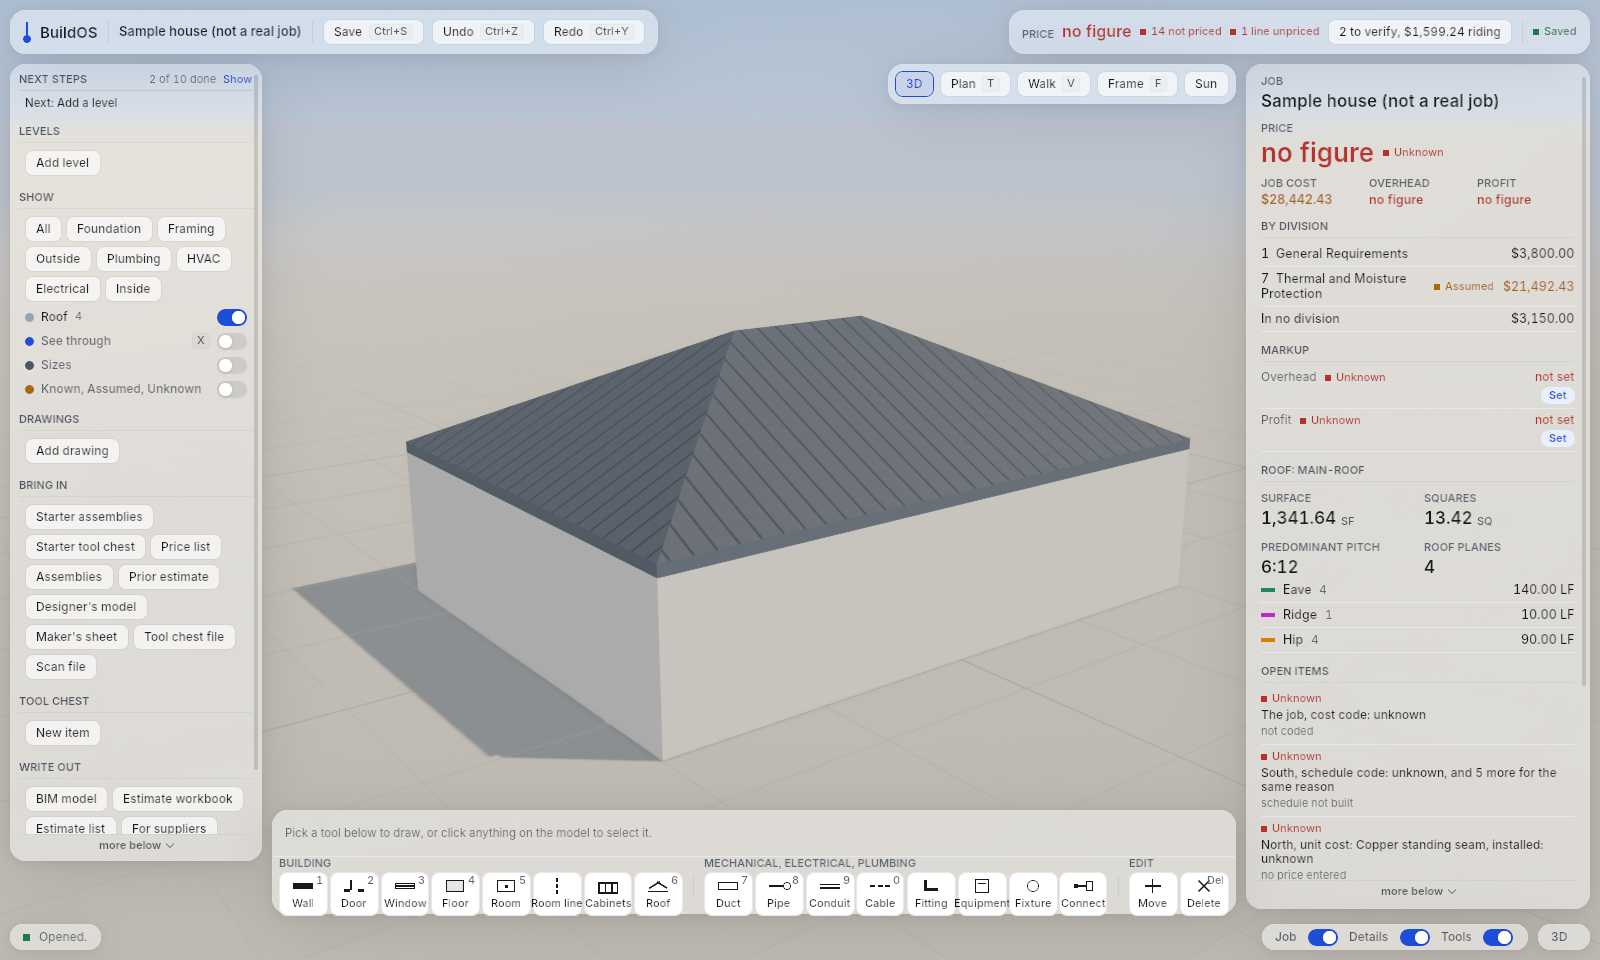 BuildOS
Sample house (not a real job)
Save Ctrl+S
Undo Ctrl+Z
Redo Ctrl+Y
PRICE no figure 14 not priced 1 line unpriced 2 to verify, $1,599.24 riding Saved
NEXT STEPS 2 of 10 done Show
Next: Add a level
LEVELS
Add level
SHOW
All Foundation Framing
Outside Plumbing HVAC
Electrical Inside
Roof 4
See through X
Sizes
Known, Assumed, Unknown
DRAWINGS
Add drawing
BRING IN
Starter assemblies
Starter tool chest Price list
Assemblies Prior estimate
Designer's model
Maker's sheet Tool chest file
Scan file
TOOL CHEST
New item
WRITE OUT
BIM model Estimate workbook
Estimate list For suppliers
more below
Opened.
3D Plan T Walk V Frame F Sun
Pick a tool below to draw, or click anything on the model to select it.
BUILDING
1 Wall
2 Door
3 Window
4 Floor
5 Room
Room line
Cabinets
6 Roof
MECHANICAL, ELECTRICAL, PLUMBING
7 Duct
8 Pipe
9 Conduit
0 Cable
Fitting
Equipment
Fixture
Connect
EDIT
Move
Del Delete
JOB
Sample house (not a real job)
PRICE
no figure Unknown
JOB COST OVERHEAD PROFIT
$28,442.43 no figure no figure
BY DIVISION
1 General Requirements $3,800.00
7 Thermal and Moisture
Protection Assumed $21,492.43
In no division $3,150.00
MARKUP
Overhead Unknown not set
Set
Profit Unknown not set
Set
ROOF: MAIN-ROOF
SURFACE SQUARES
1,341.64 SF 13.42 SQ
PREDOMINANT PITCH ROOF PLANES
6:12 4
Eave 4 140.00 LF
Ridge 1 10.00 LF
Hip 4 90.00 LF
OPEN ITEMS
Unknown
The job, cost code: unknown
not coded
Unknown
South, schedule code: unknown, and 5 more for the
same reason
schedule not built
Unknown
North, unit cost: Copper standing seam, installed:
unknown
no price entered
more below
Job Details Tools 3D